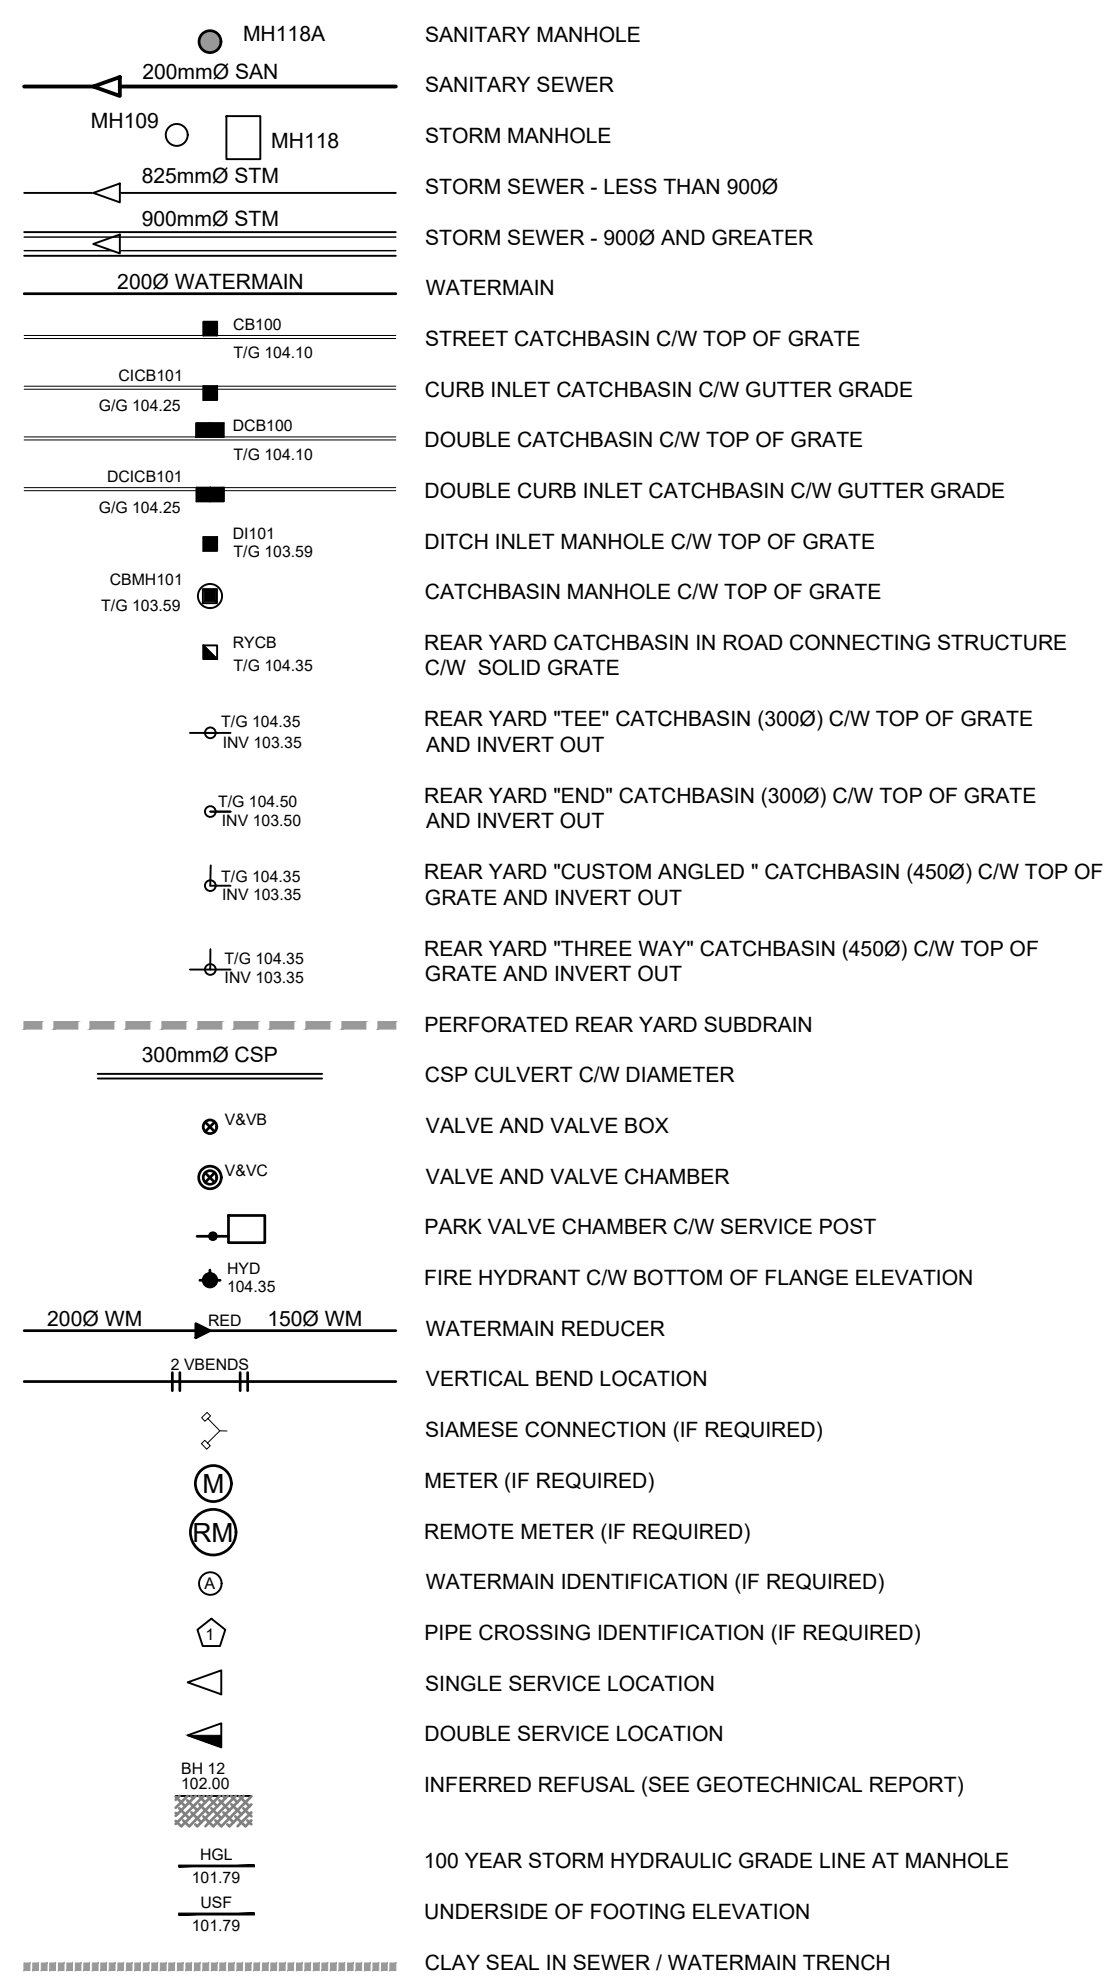 MH118A SANITARY MANHOLE
200mmØ SAN SANITARY SEWER
MH109 MH118 STORM MANHOLE
825mmØ STM STORM SEWER - LESS THAN 900Ø
900mmØ STM STORM SEWER - 900Ø AND GREATER
200Ø WATERMAIN WATERMAIN
CB100
T/G 104.10
STREET CATCHBASIN C/W TOP OF GRATE
CICB101
G/G 104.25
CURB INLET CATCHBASIN C/W GUTTER GRADE
DCB100
T/G 104.10
DOUBLE CATCHBASIN C/W TOP OF GRATE
DCICB101
G/G 104.25
DOUBLE CURB INLET CATCHBASIN C/W GUTTER GRADE
DI101
T/G 103.59
DITCH INLET MANHOLE C/W TOP OF GRATE
CBMH101
T/G 103.59
CATCHBASIN MANHOLE C/W TOP OF GRATE
RYCB
T/G 104.35
REAR YARD CATCHBASIN IN ROAD CONNECTING STRUCTURE
C/W SOLID GRATE
T/G 104.35
INV 103.35
REAR YARD "TEE" CATCHBASIN (300Ø) C/W TOP OF GRATE
AND INVERT OUT
T/G 104.50
INV 103.50
REAR YARD "END" CATCHBASIN (300Ø) C/W TOP OF GRATE
AND INVERT OUT
T/G 104.35
INV 103.35
REAR YARD "CUSTOM ANGLED " CATCHBASIN (450Ø) C/W TOP OF
GRATE AND INVERT OUT
T/G 104.35
INV 103.35
REAR YARD "THREE WAY" CATCHBASIN (450Ø) C/W TOP OF
GRATE AND INVERT OUT
PERFORATED REAR YARD SUBDRAIN
300mmØ CSP CSP CULVERT C/W DIAMETER
V&VB VALVE AND VALVE BOX
V&VC VALVE AND VALVE CHAMBER
PARK VALVE CHAMBER C/W SERVICE POST
HYD
104.35
FIRE HYDRANT C/W BOTTOM OF FLANGE ELEVATION
200Ø WM RED 150Ø WM WATERMAIN REDUCER
2 VBENDS VERTICAL BEND LOCATION
SIAMESE CONNECTION (IF REQUIRED)
M METER (IF REQUIRED)
RM REMOTE METER (IF REQUIRED)
A WATERMAIN IDENTIFICATION (IF REQUIRED)
1 PIPE CROSSING IDENTIFICATION (IF REQUIRED)
SINGLE SERVICE LOCATION
DOUBLE SERVICE LOCATION
BH 12
102.00
INFERRED REFUSAL (SEE GEOTECHNICAL REPORT)
HGL
101.79
100 YEAR STORM HYDRAULIC GRADE LINE AT MANHOLE
USF
101.79
UNDERSIDE OF FOOTING ELEVATION
CLAY SEAL IN SEWER / WATERMAIN TRENCH